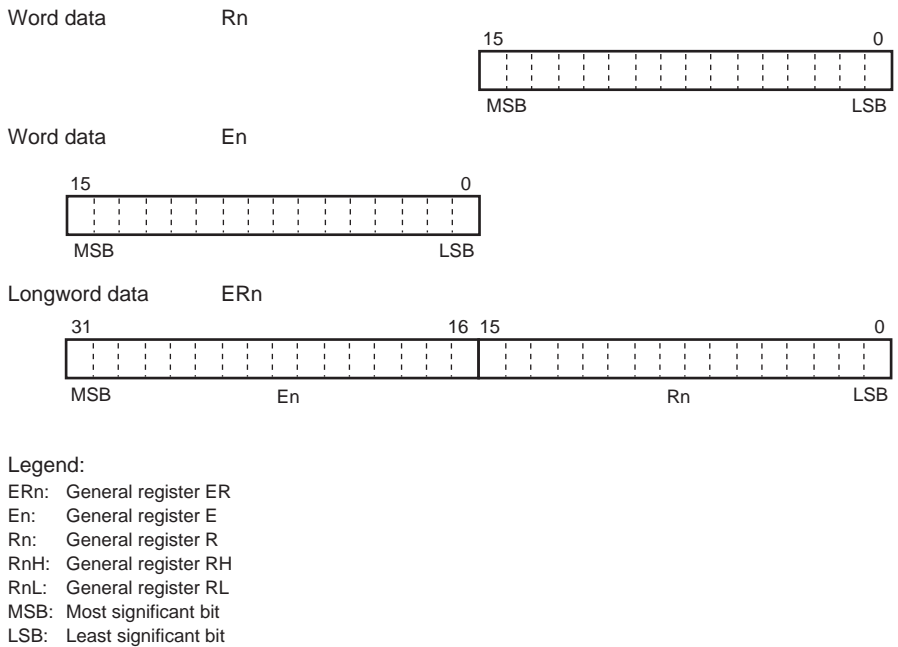 Word data Rn
15 0
MSB LSB
Word data En
15 0
MSB LSB
Longword data ERn
31 16 15 0
MSB En Rn LSB
Legend:
ERn: General register ER
En: General register E
Rn: General register R
RnH: General register RH
RnL: General register RL
MSB: Most significant bit
LSB: Least significant bit